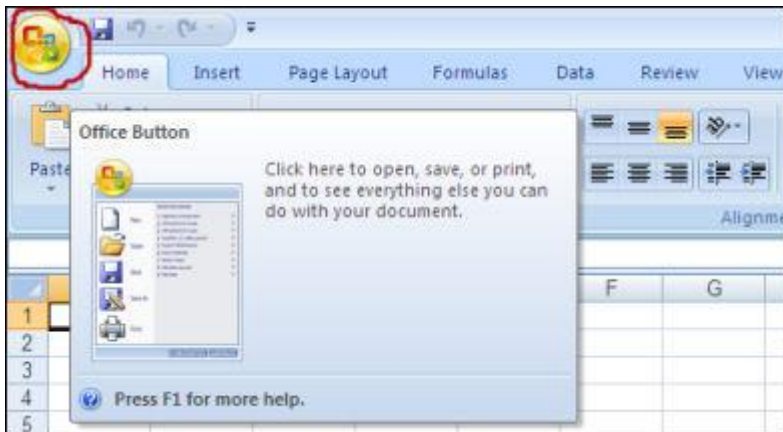 Home Insert Page Layout Formulas Data Review View
Office Button
Paste
Click here to open, save, or print,
and to see everything else you can
do with your document.
Alignme
F G
1
2
3
4
5
Press F1 for more help.